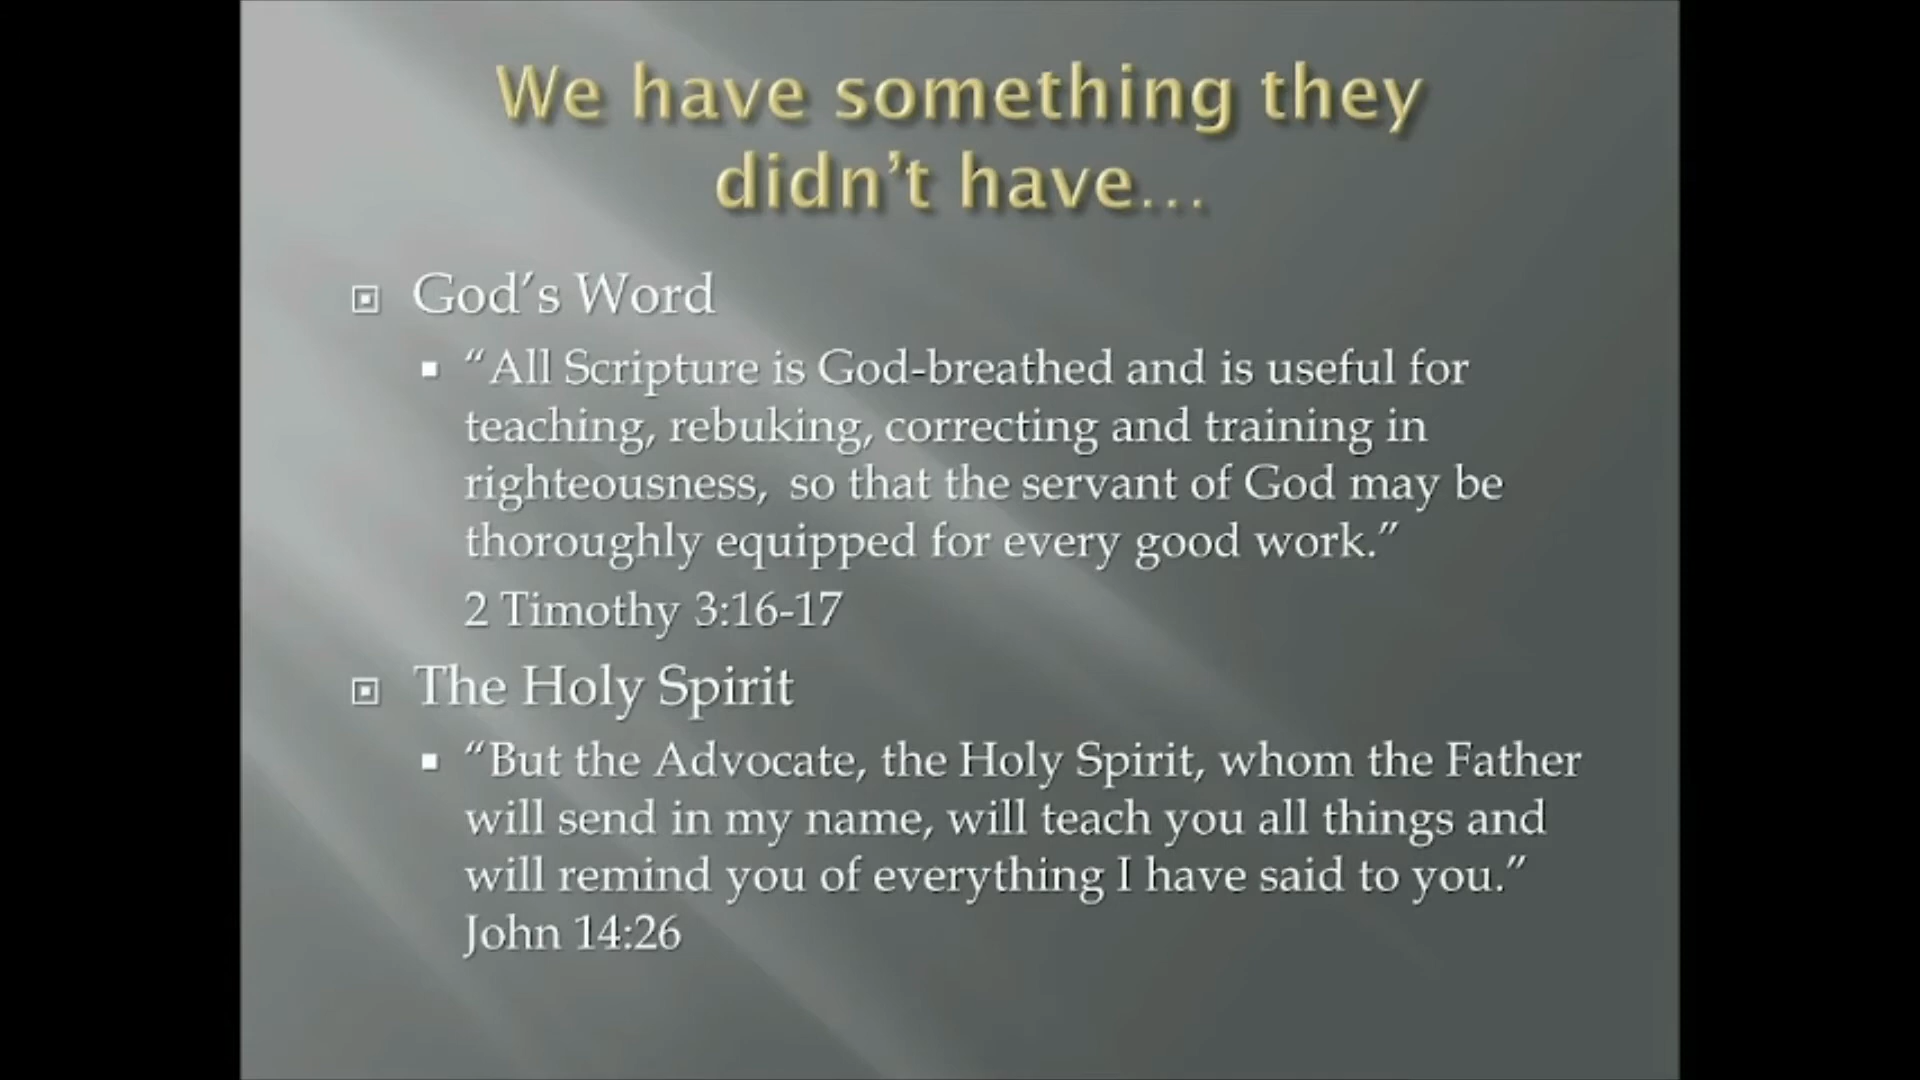 We have something they
didn’t have...
God’s Word
“All Scripture is God-breathed and is useful for
teaching, rebuking, correcting and training in
righteousness,  so that the servant of God may be
thoroughly equipped for every good work.”
2 Timothy 3:16-17
The Holy Spirit
“But the Advocate, the Holy Spirit, whom the Father
will send in my name, will teach you all things and
will remind you of everything I have said to you.”
John 14:26